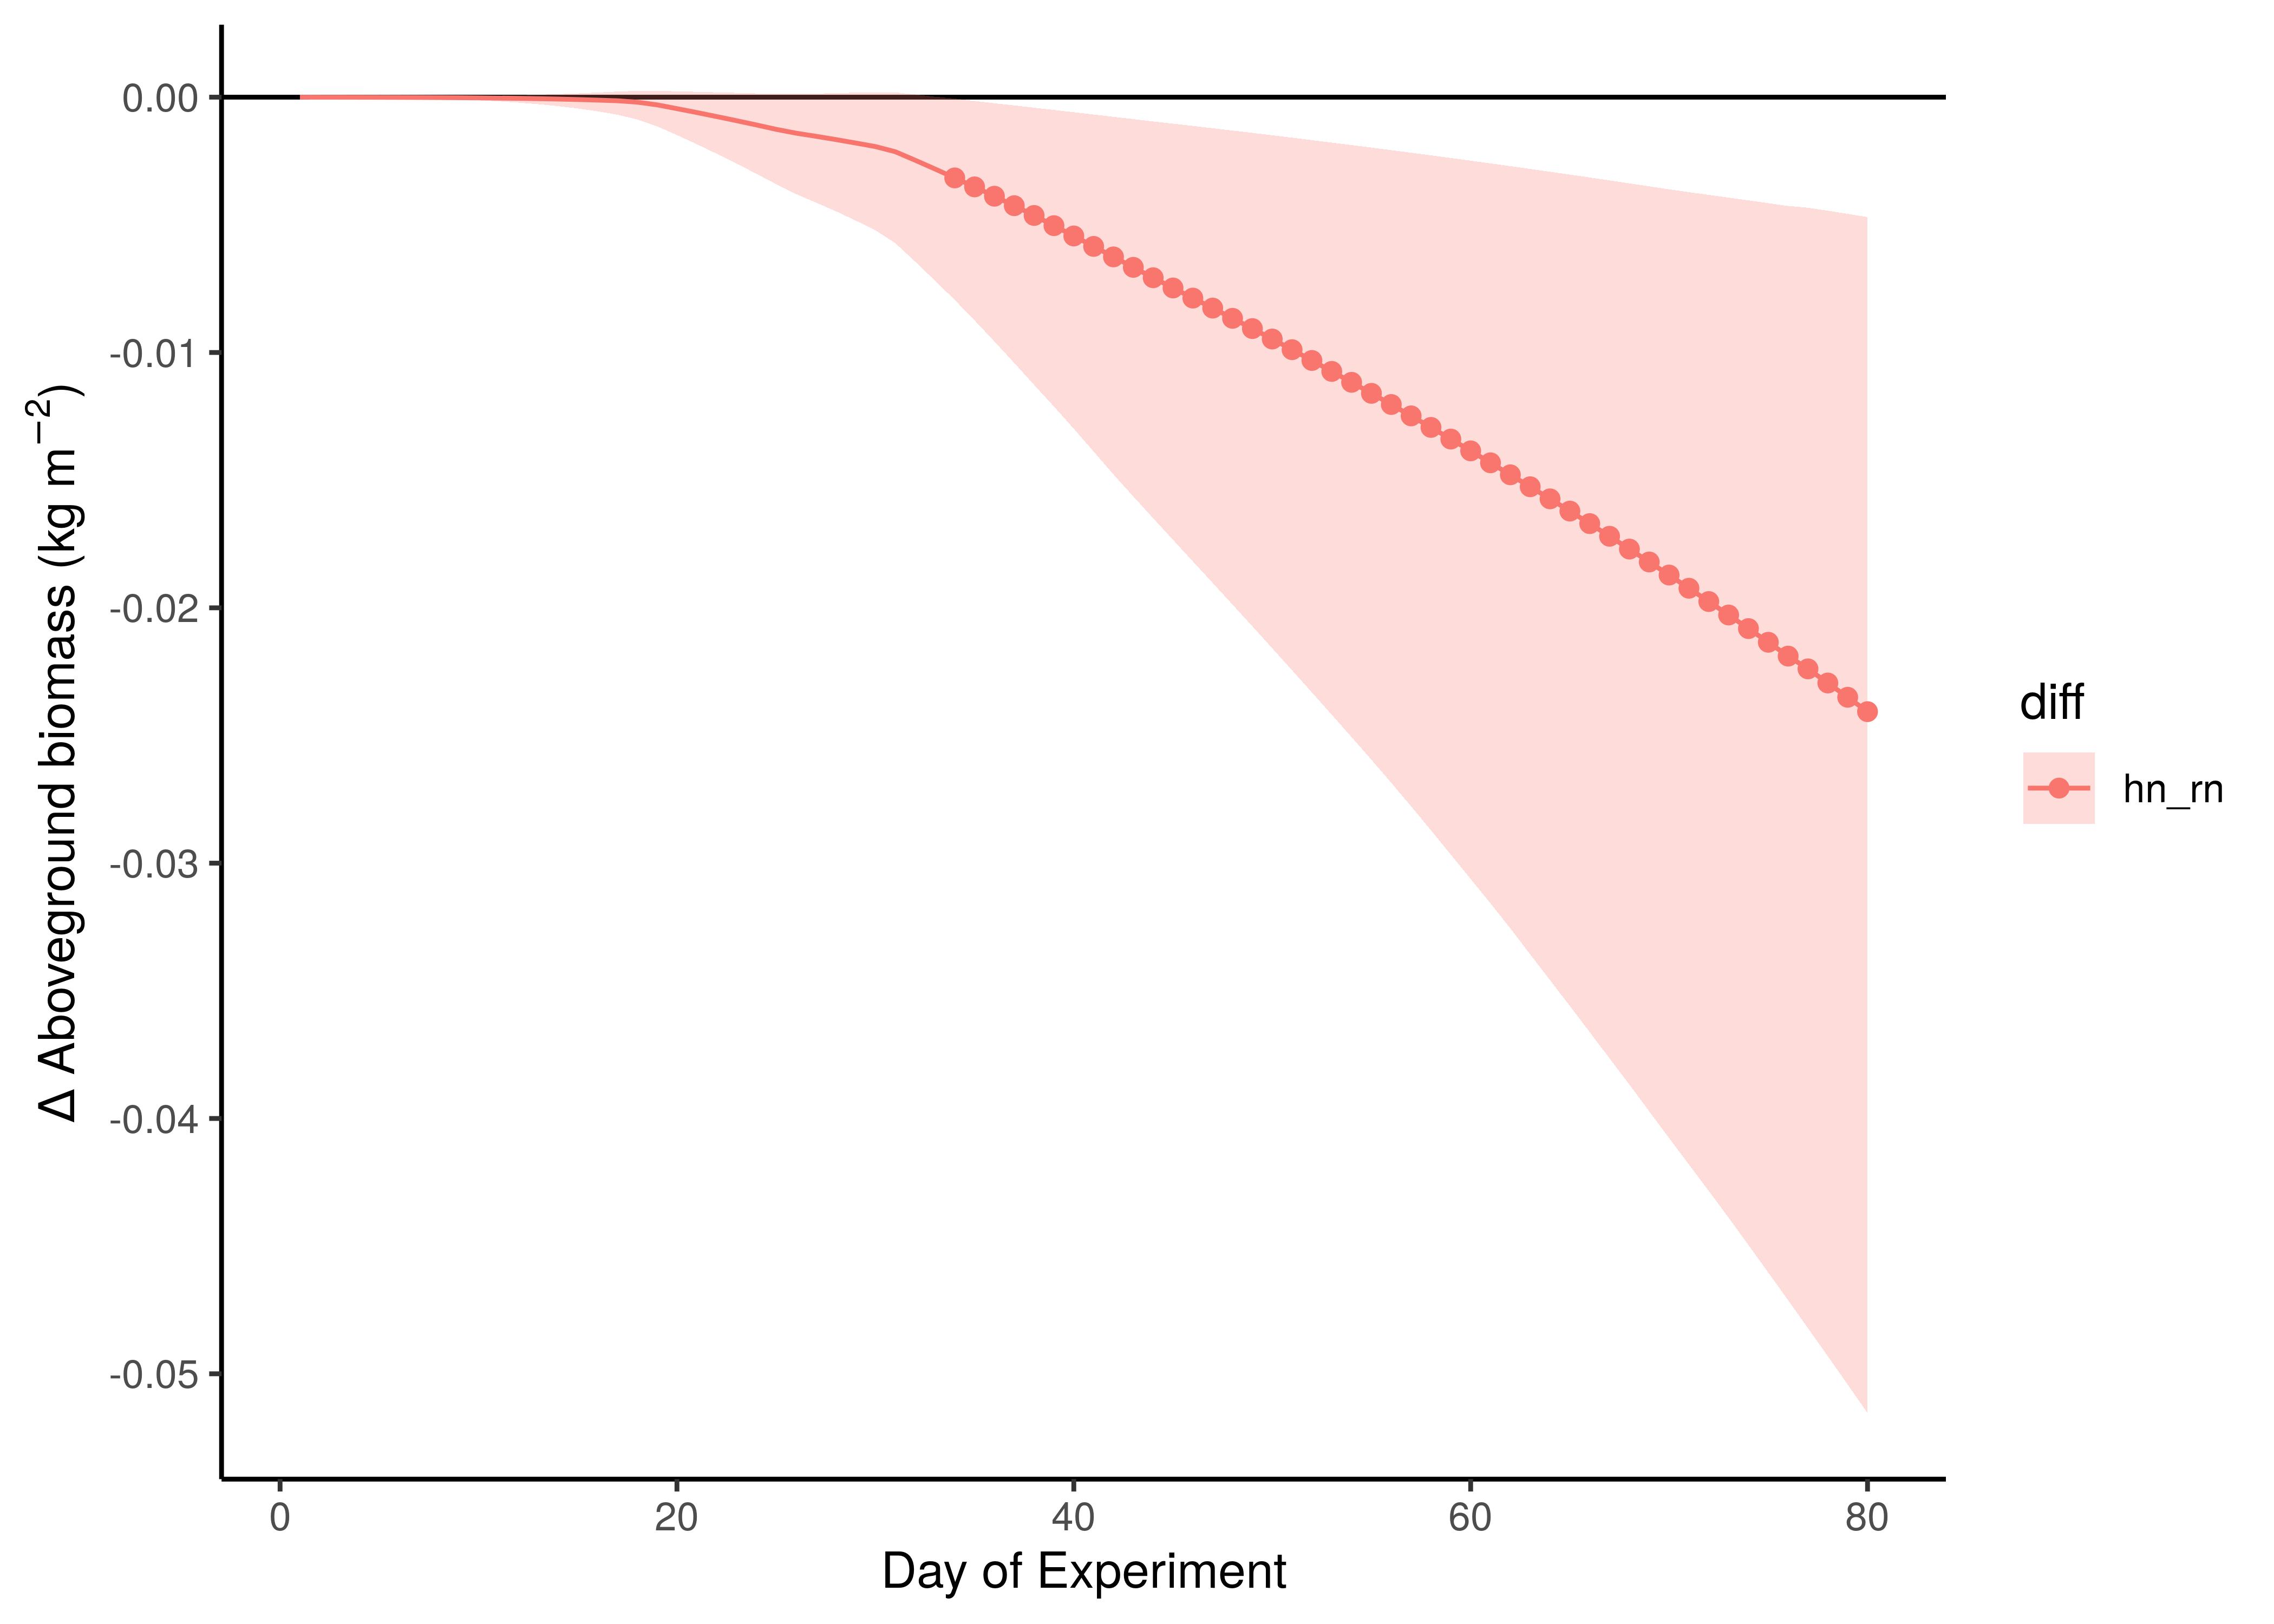 Δ Aboveground biomass (kg m⁻²)
0.00
-0.01
-0.02
-0.03
-0.04
-0.05
0 20 40 60 80
Day of Experiment
diff
hn_rn